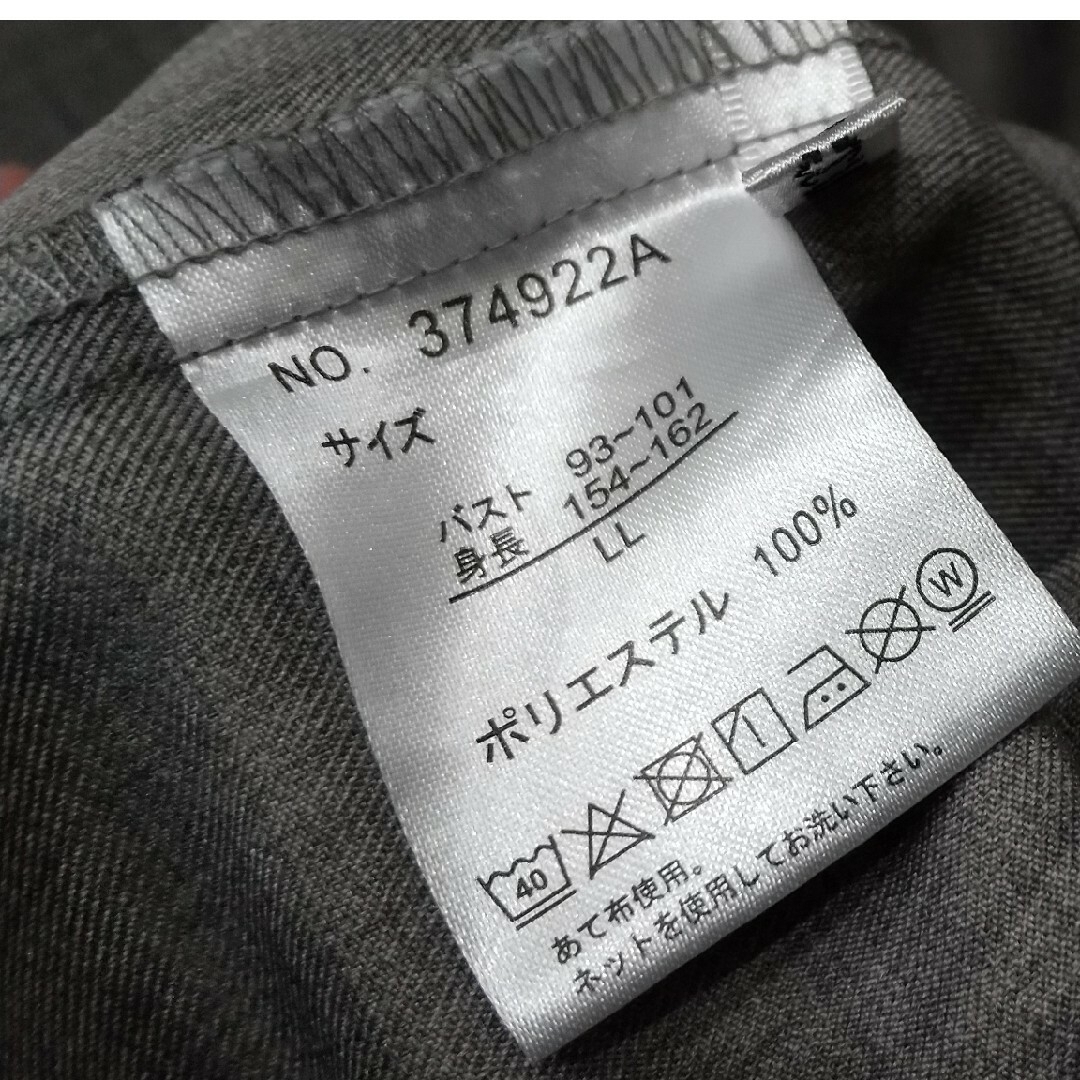 NO. 374922A
サイズ
バスト 93~101
身長 154~162
LL
ポリエステル 100%
40
W
あて布使用。
ネットを使用してお洗い下さい。